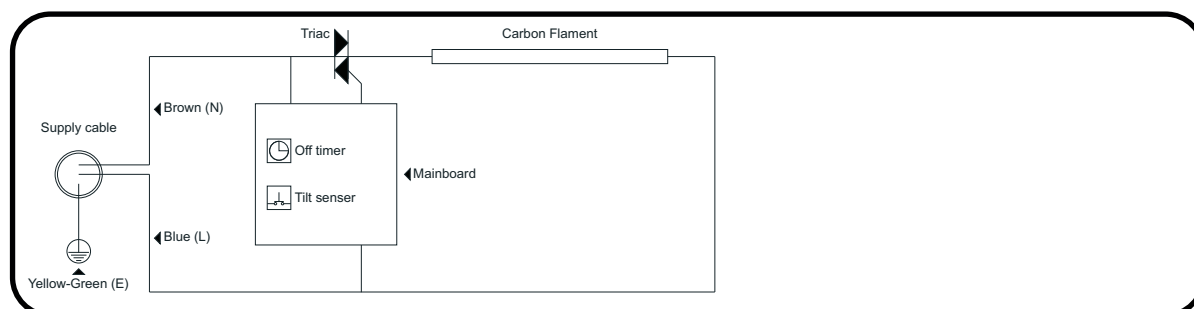 Triac
Carbon Flament
Brown (N)
Supply cable
Off timer
Mainboard
Tilt senser
Blue (L)
Yellow-Green (E)